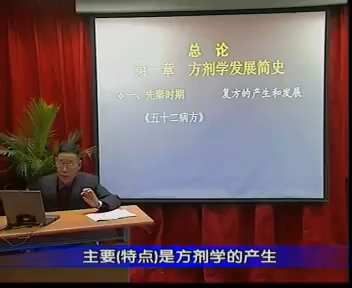 总 论
第一章 方剂学发展简史
一、先秦时期 复方的产生和发展
《五十二病方》
主要(特点)是方剂学的产生